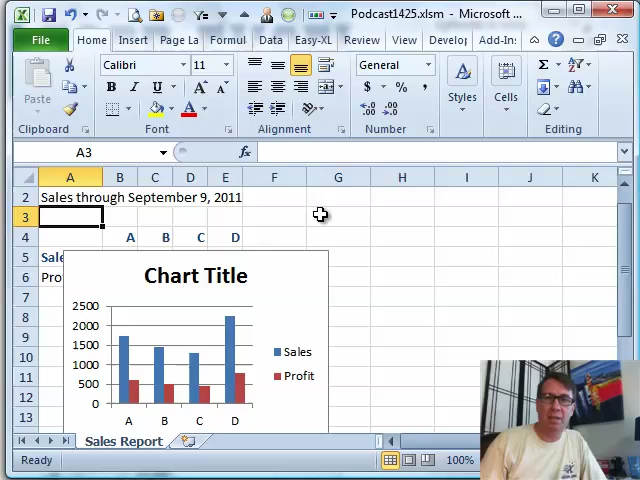 Podcast1425.xlsm - Microsoft ...
File Home Insert Page La Formul Data Easy-XL Review View Develo Add-Ins
Calibri 11 General
Paste Styles Cells
Clipboard Font Alignment Number Editing
A3
A B C D E F G H I J K
2 Sales through September 9, 2011
3
4 A B C D
5 Sale
6 Pro
7
8
9
10
11
12
13
Chart Title
2500
2000
1500
1000
500
0
A B C D
Sales
Profit
Sales Report
Ready 100%